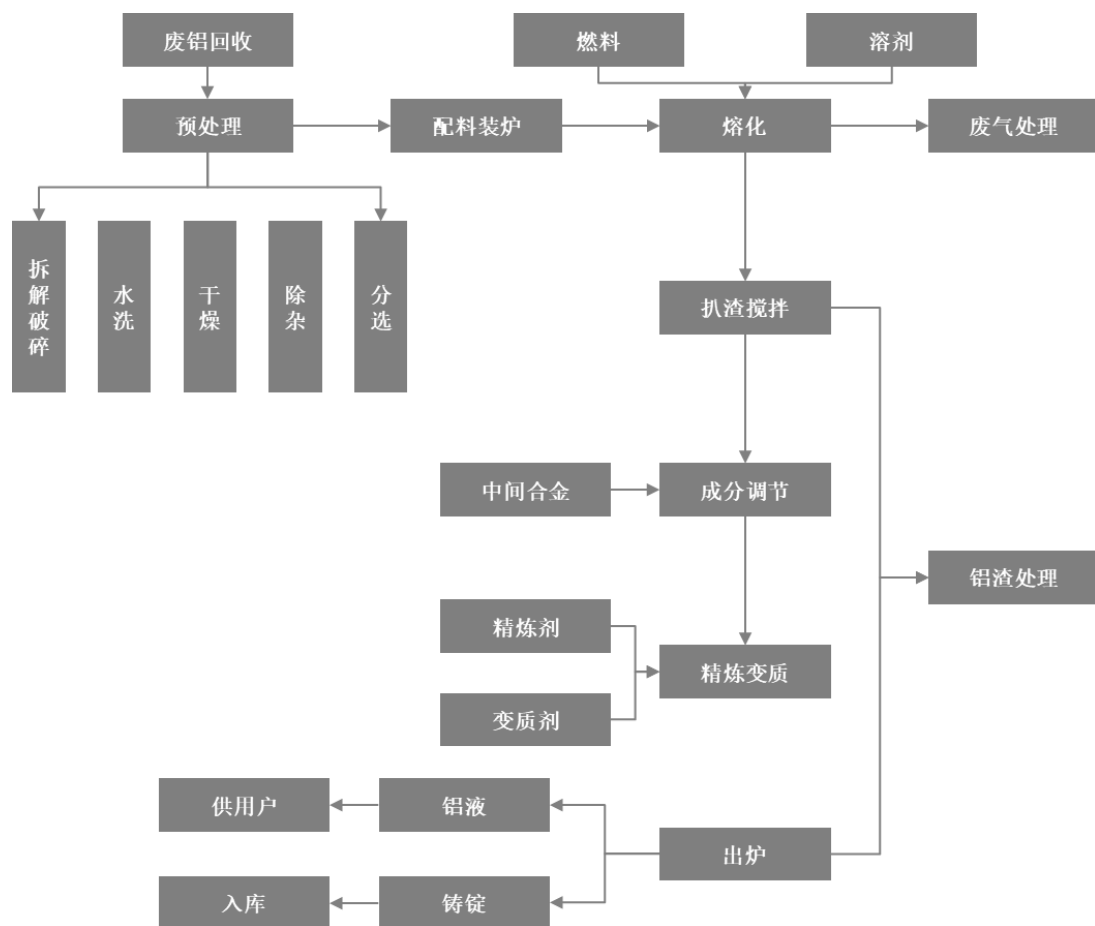 废铝回收
燃料
溶剂
预处理
配料装炉
熔化
废气处理
拆解破碎
水洗
干燥
除杂
分选
扒渣搅拌
中间合金
成分调节
铝渣处理
精炼剂
精炼变质
变质剂
供用户
铝液
出炉
入库
铸锭